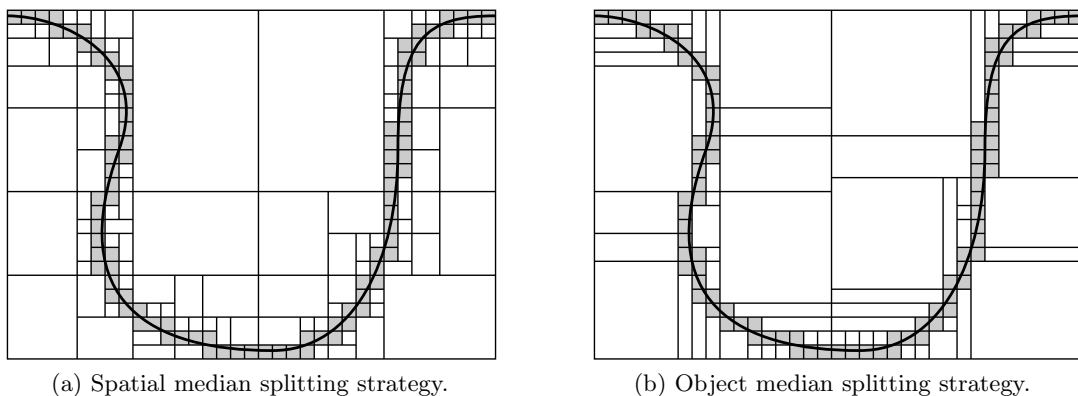 (a) Spatial median splitting strategy.
(b) Object median splitting strategy.